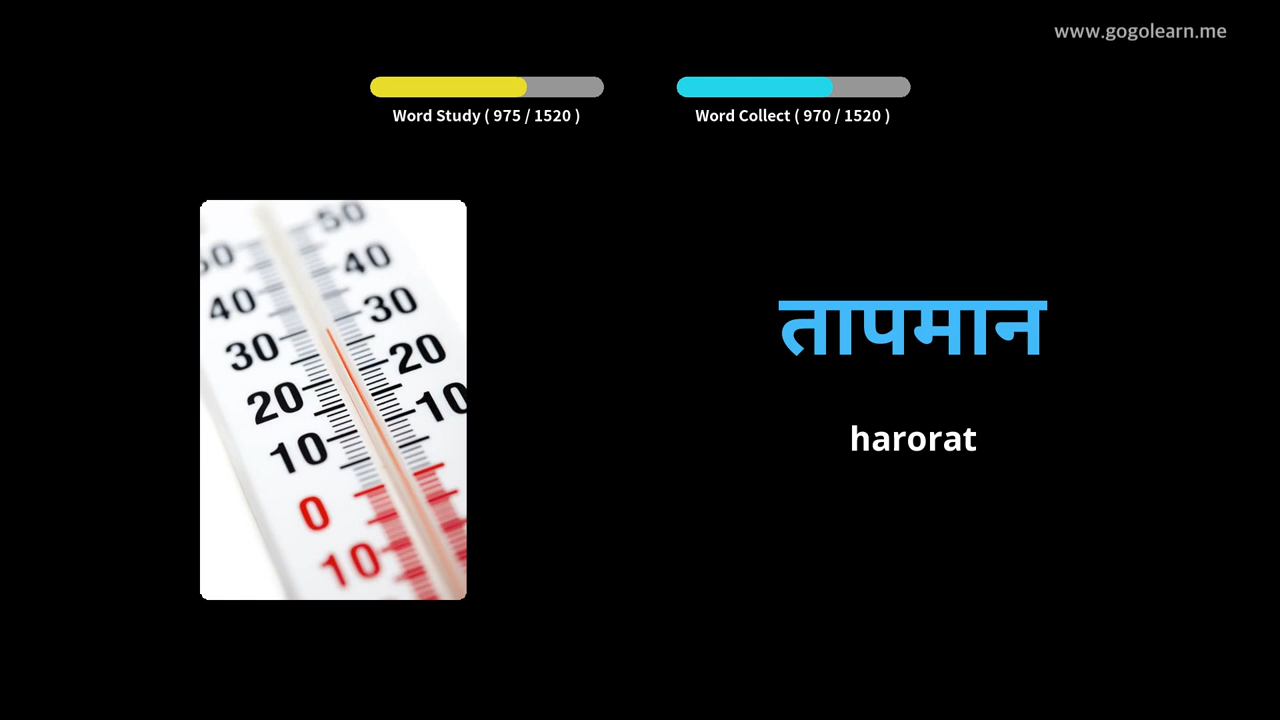 www.gogolearn.me
Word Study ( 975 / 1520 )
Word Collect ( 970 / 1520 )
तापमान
harorat
50
50
40
40
30
30
20
20
10
10
0
10